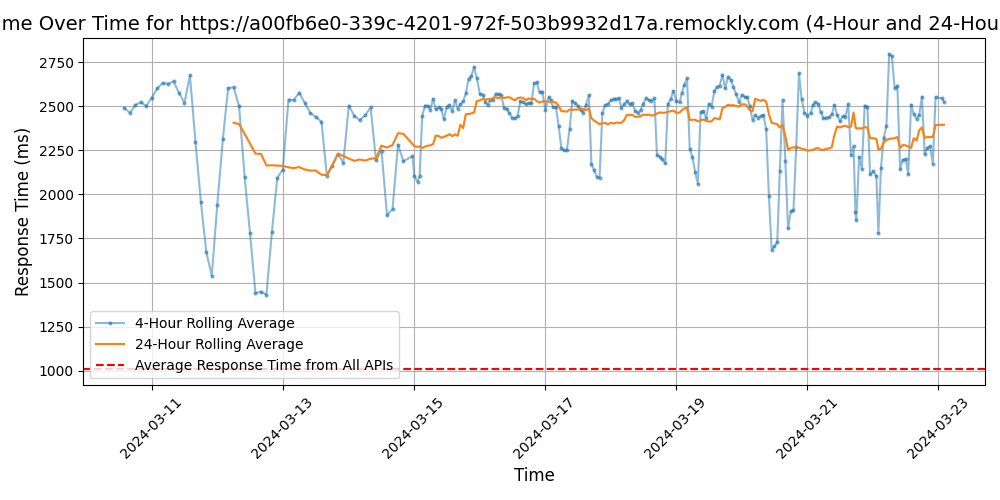 me Over Time for https://a00fb6e0-339c-4201-972f-503b9932d17a.remockly.com (4-Hour and 24-Hou
Response Time (ms)
2750
2500
2250
2000
1750
1500
1250
1000
4-Hour Rolling Average
24-Hour Rolling Average
Average Response Time from All APIs
2024-03-11
2024-03-13
2024-03-15
2024-03-17
2024-03-19
2024-03-21
2024-03-23
Time